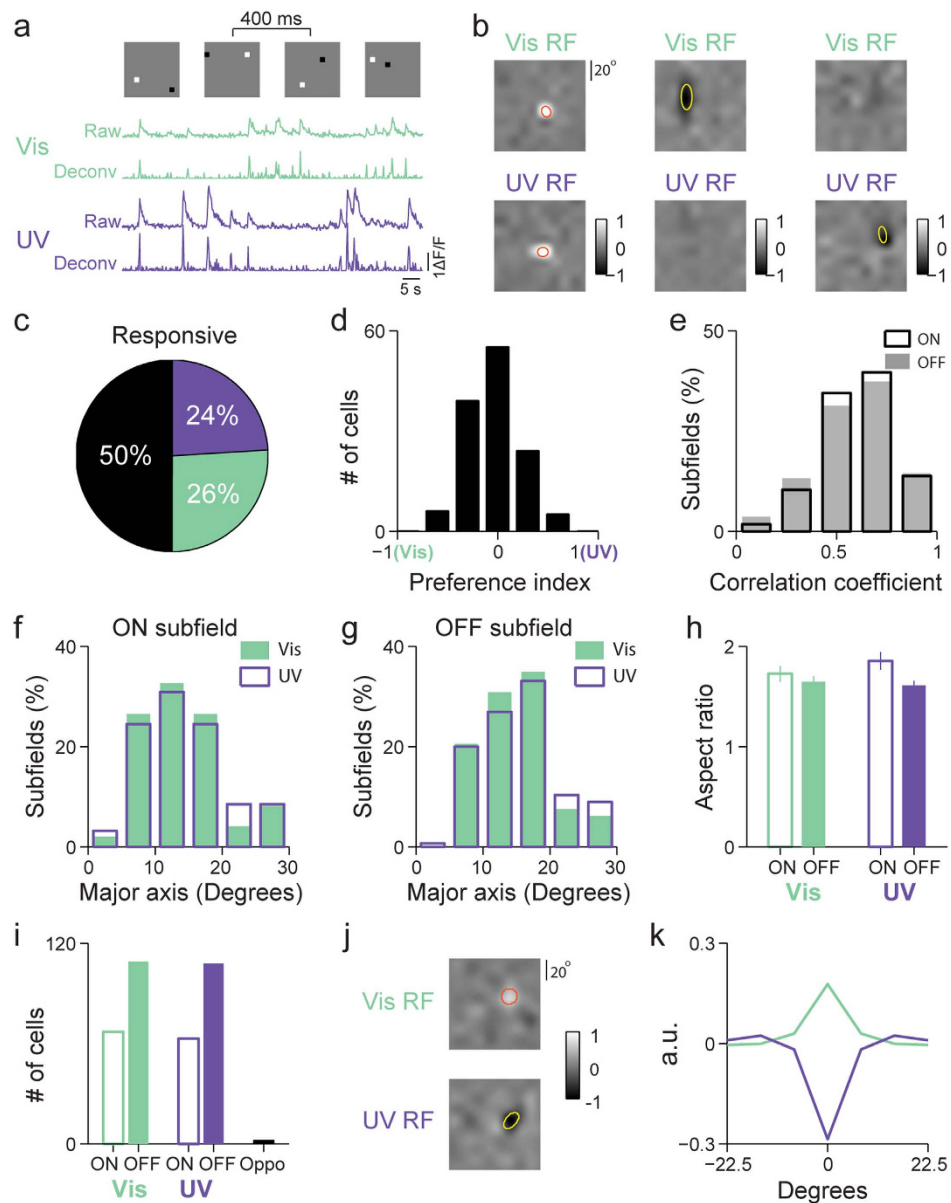 a
400 ms
Vis
Raw
Deconv
UV
Raw
Deconv
1ΔF/F
5 s
b
Vis RF
Vis RF
Vis RF
20°
UV RF
UV RF
UV RF
1
0
−1
1
0
−1
1
0
−1
c
Responsive
50%
24%
26%
d
60
# of cells
0
−1(Vis)
0
1(UV)
Preference index
e
50
Subfields (%)
0
ON
OFF
0
0.5
1
Correlation coefficient
f
ON subfield
40
Subfields (%)
20
0
Vis
UV
0
10
20
30
Major axis (Degrees)
g
OFF subfield
40
Subfields (%)
20
0
Vis
UV
0
10
20
30
Major axis (Degrees)
h
2
Aspect ratio
1
0
ON OFF
ON OFF
Vis
UV
i
120
# of cells
0
ON OFF
ON OFF
Oppo
Vis
UV
j
Vis RF
20°
UV RF
1
0
-1
k
0.3
a.u.
0
−0.3
−22.5
0
22.5
Degrees